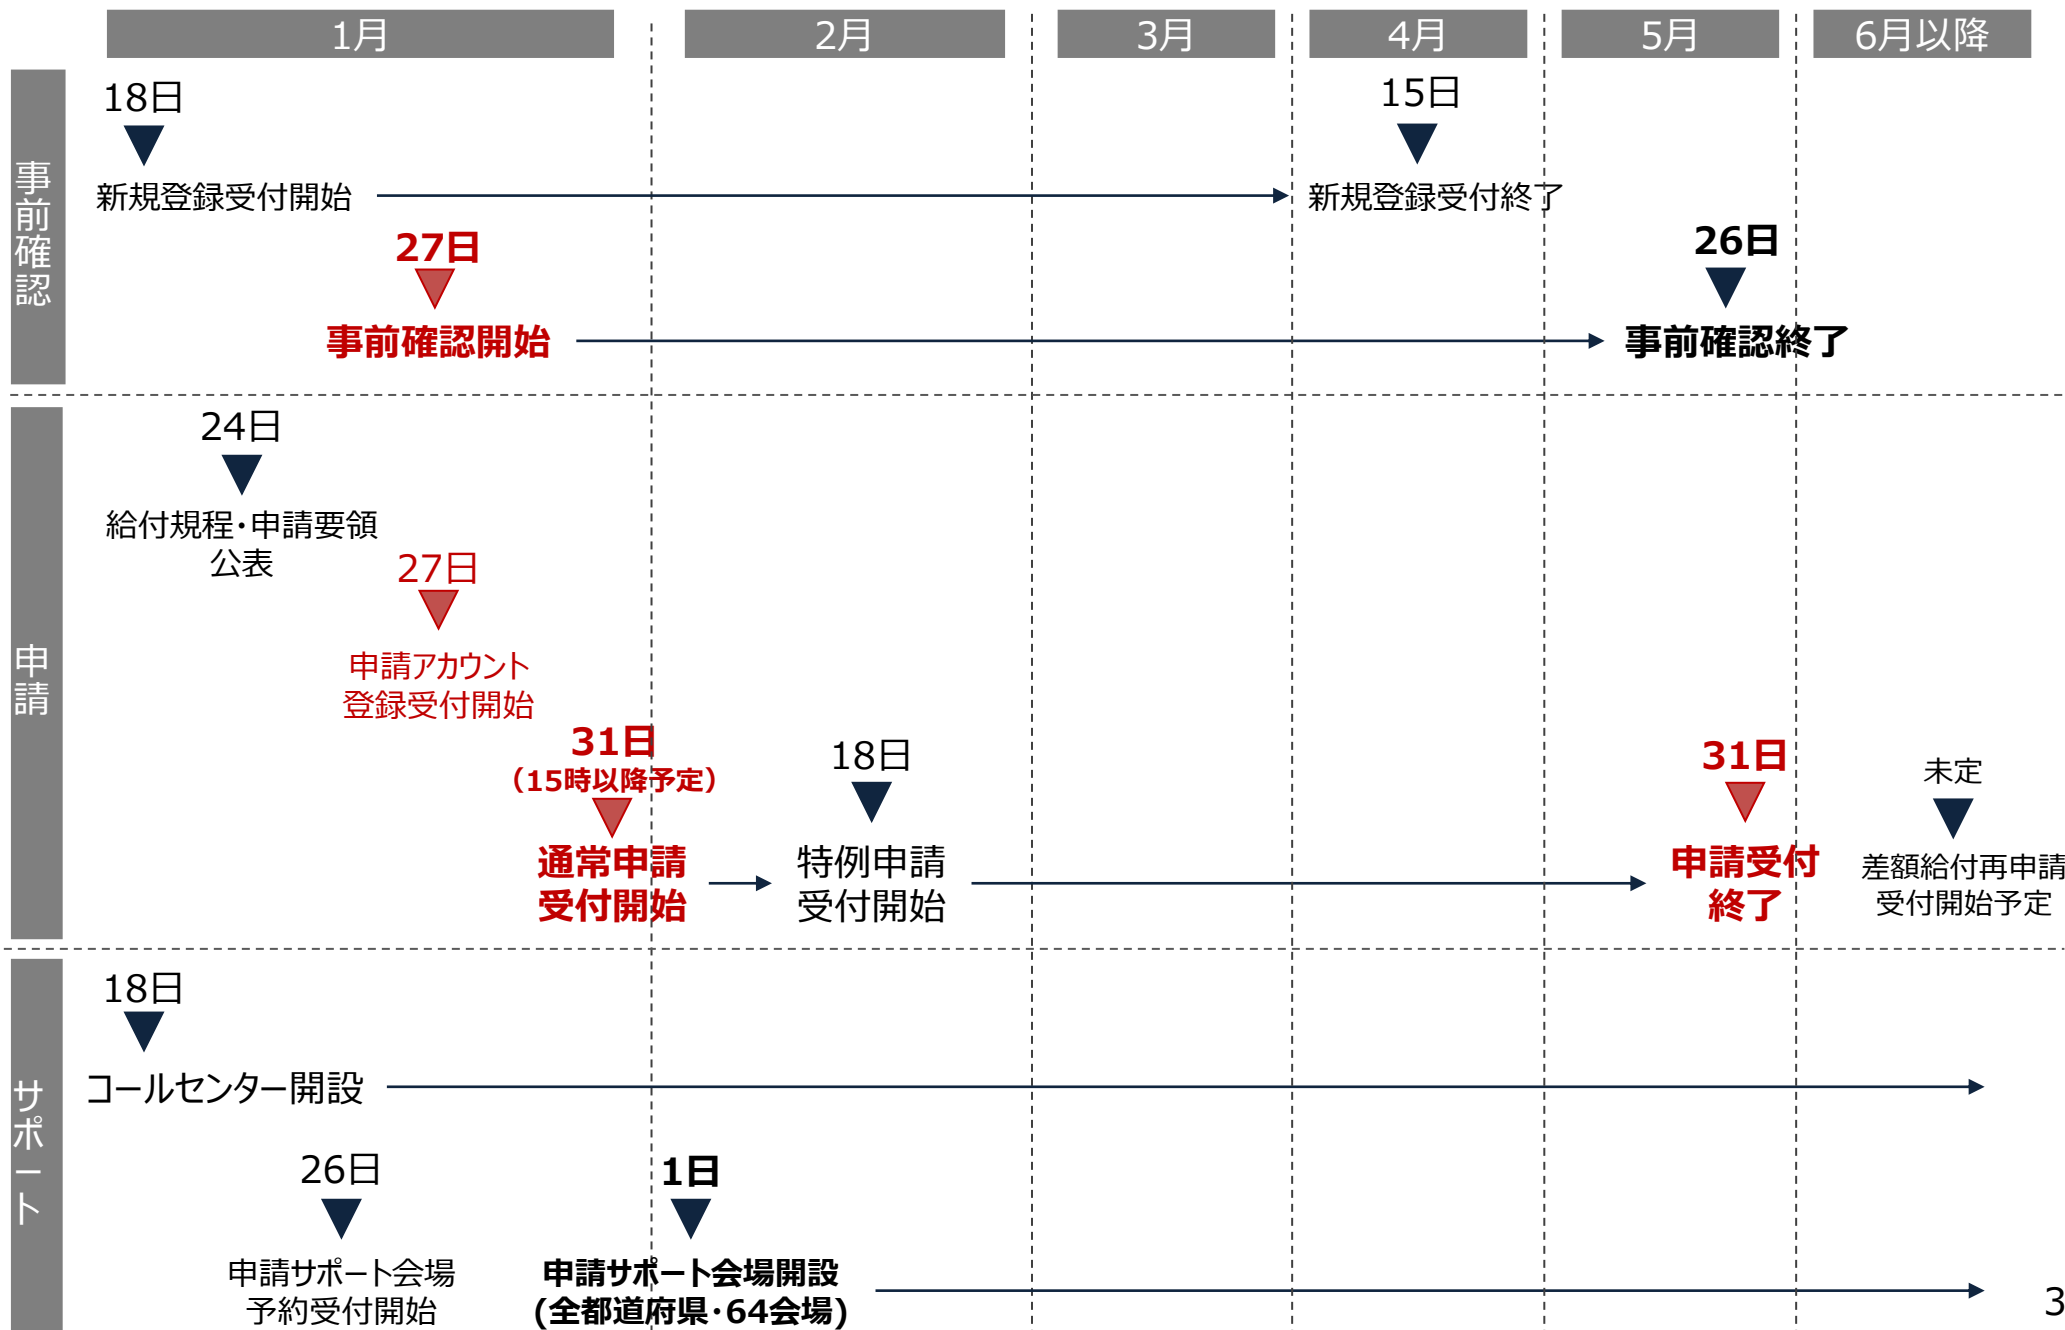 1月
2月
3月
4月
5月
6月以降
事前確認
18日
新規登録受付開始
15日
新規登録受付終了
27日
事前確認開始
26日
事前確認終了
申請
24日
給付規程・申請要領
公表
27日
申請アカウント
登録受付開始
31日
（15時以降予定）
通常申請
受付開始
18日
特例申請
受付開始
31日
申請受付
終了
未定
差額給付再申請
受付開始予定
サポート
18日
コールセンター開設
26日
申請サポート会場
予約受付開始
1日
申請サポート会場開設
(全都道府県・64会場)
3